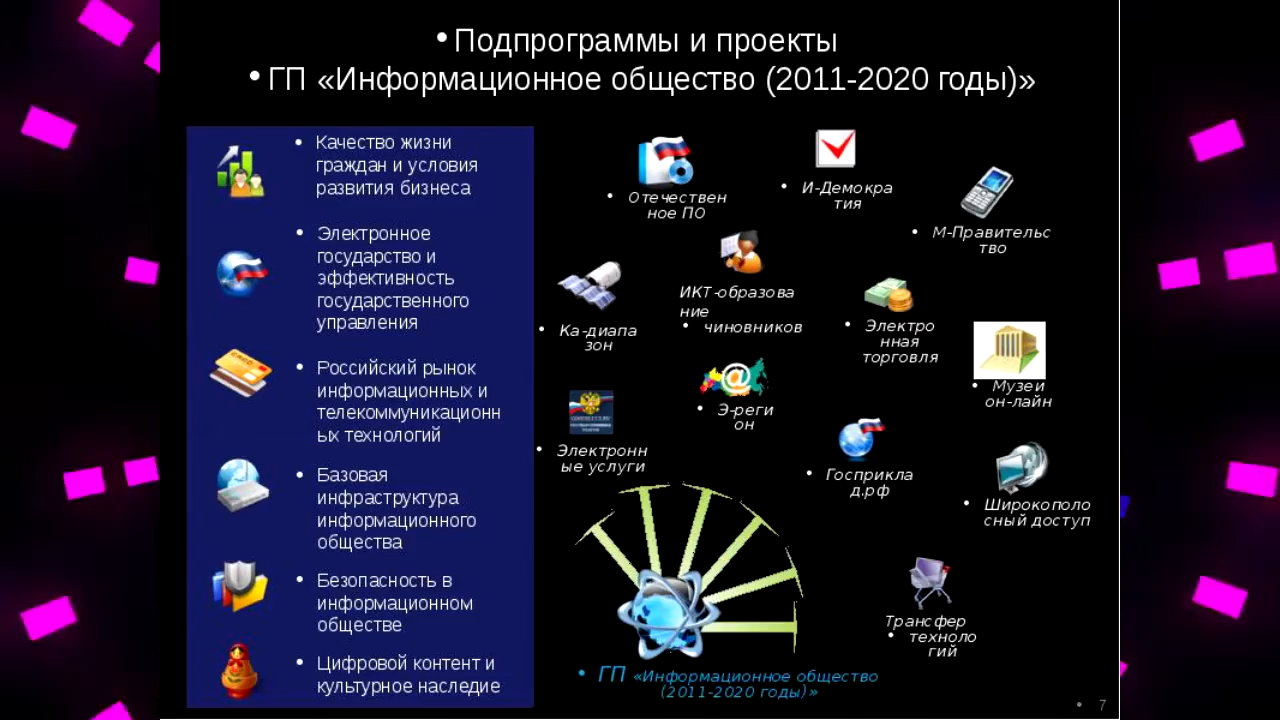 • Подпрограммы и проекты
• ГП «Информационное общество (2011-2020 годы)»
• Качество жизни
граждан и условия
развития бизнеса
• Электронное
государство и
эффективность
государственного
управления
• Российский рынок
информационных и
телекоммуникационн
ых технологий
• Базовая
инфраструктура
информационного
общества
• Безопасность в
информационном
обществе
• Цифровой контент и
культурное наследие
• Отечествен
ное ПО
• И-Демокра
тия
• М-Правительс
тво
• Ка-диапа
зон
ИКТ-образова
ние
• чиновников
• Электро
нная
торговля
• Музеи
он-лайн
• Э-реги
он
• Электронн
ые услуги
• Госприкла
д.рф
• Широкополо
сный доступ
Трансфер
• техноло
гий
• ГП «Информационное общество
(2011-2020 годы)»
• 7